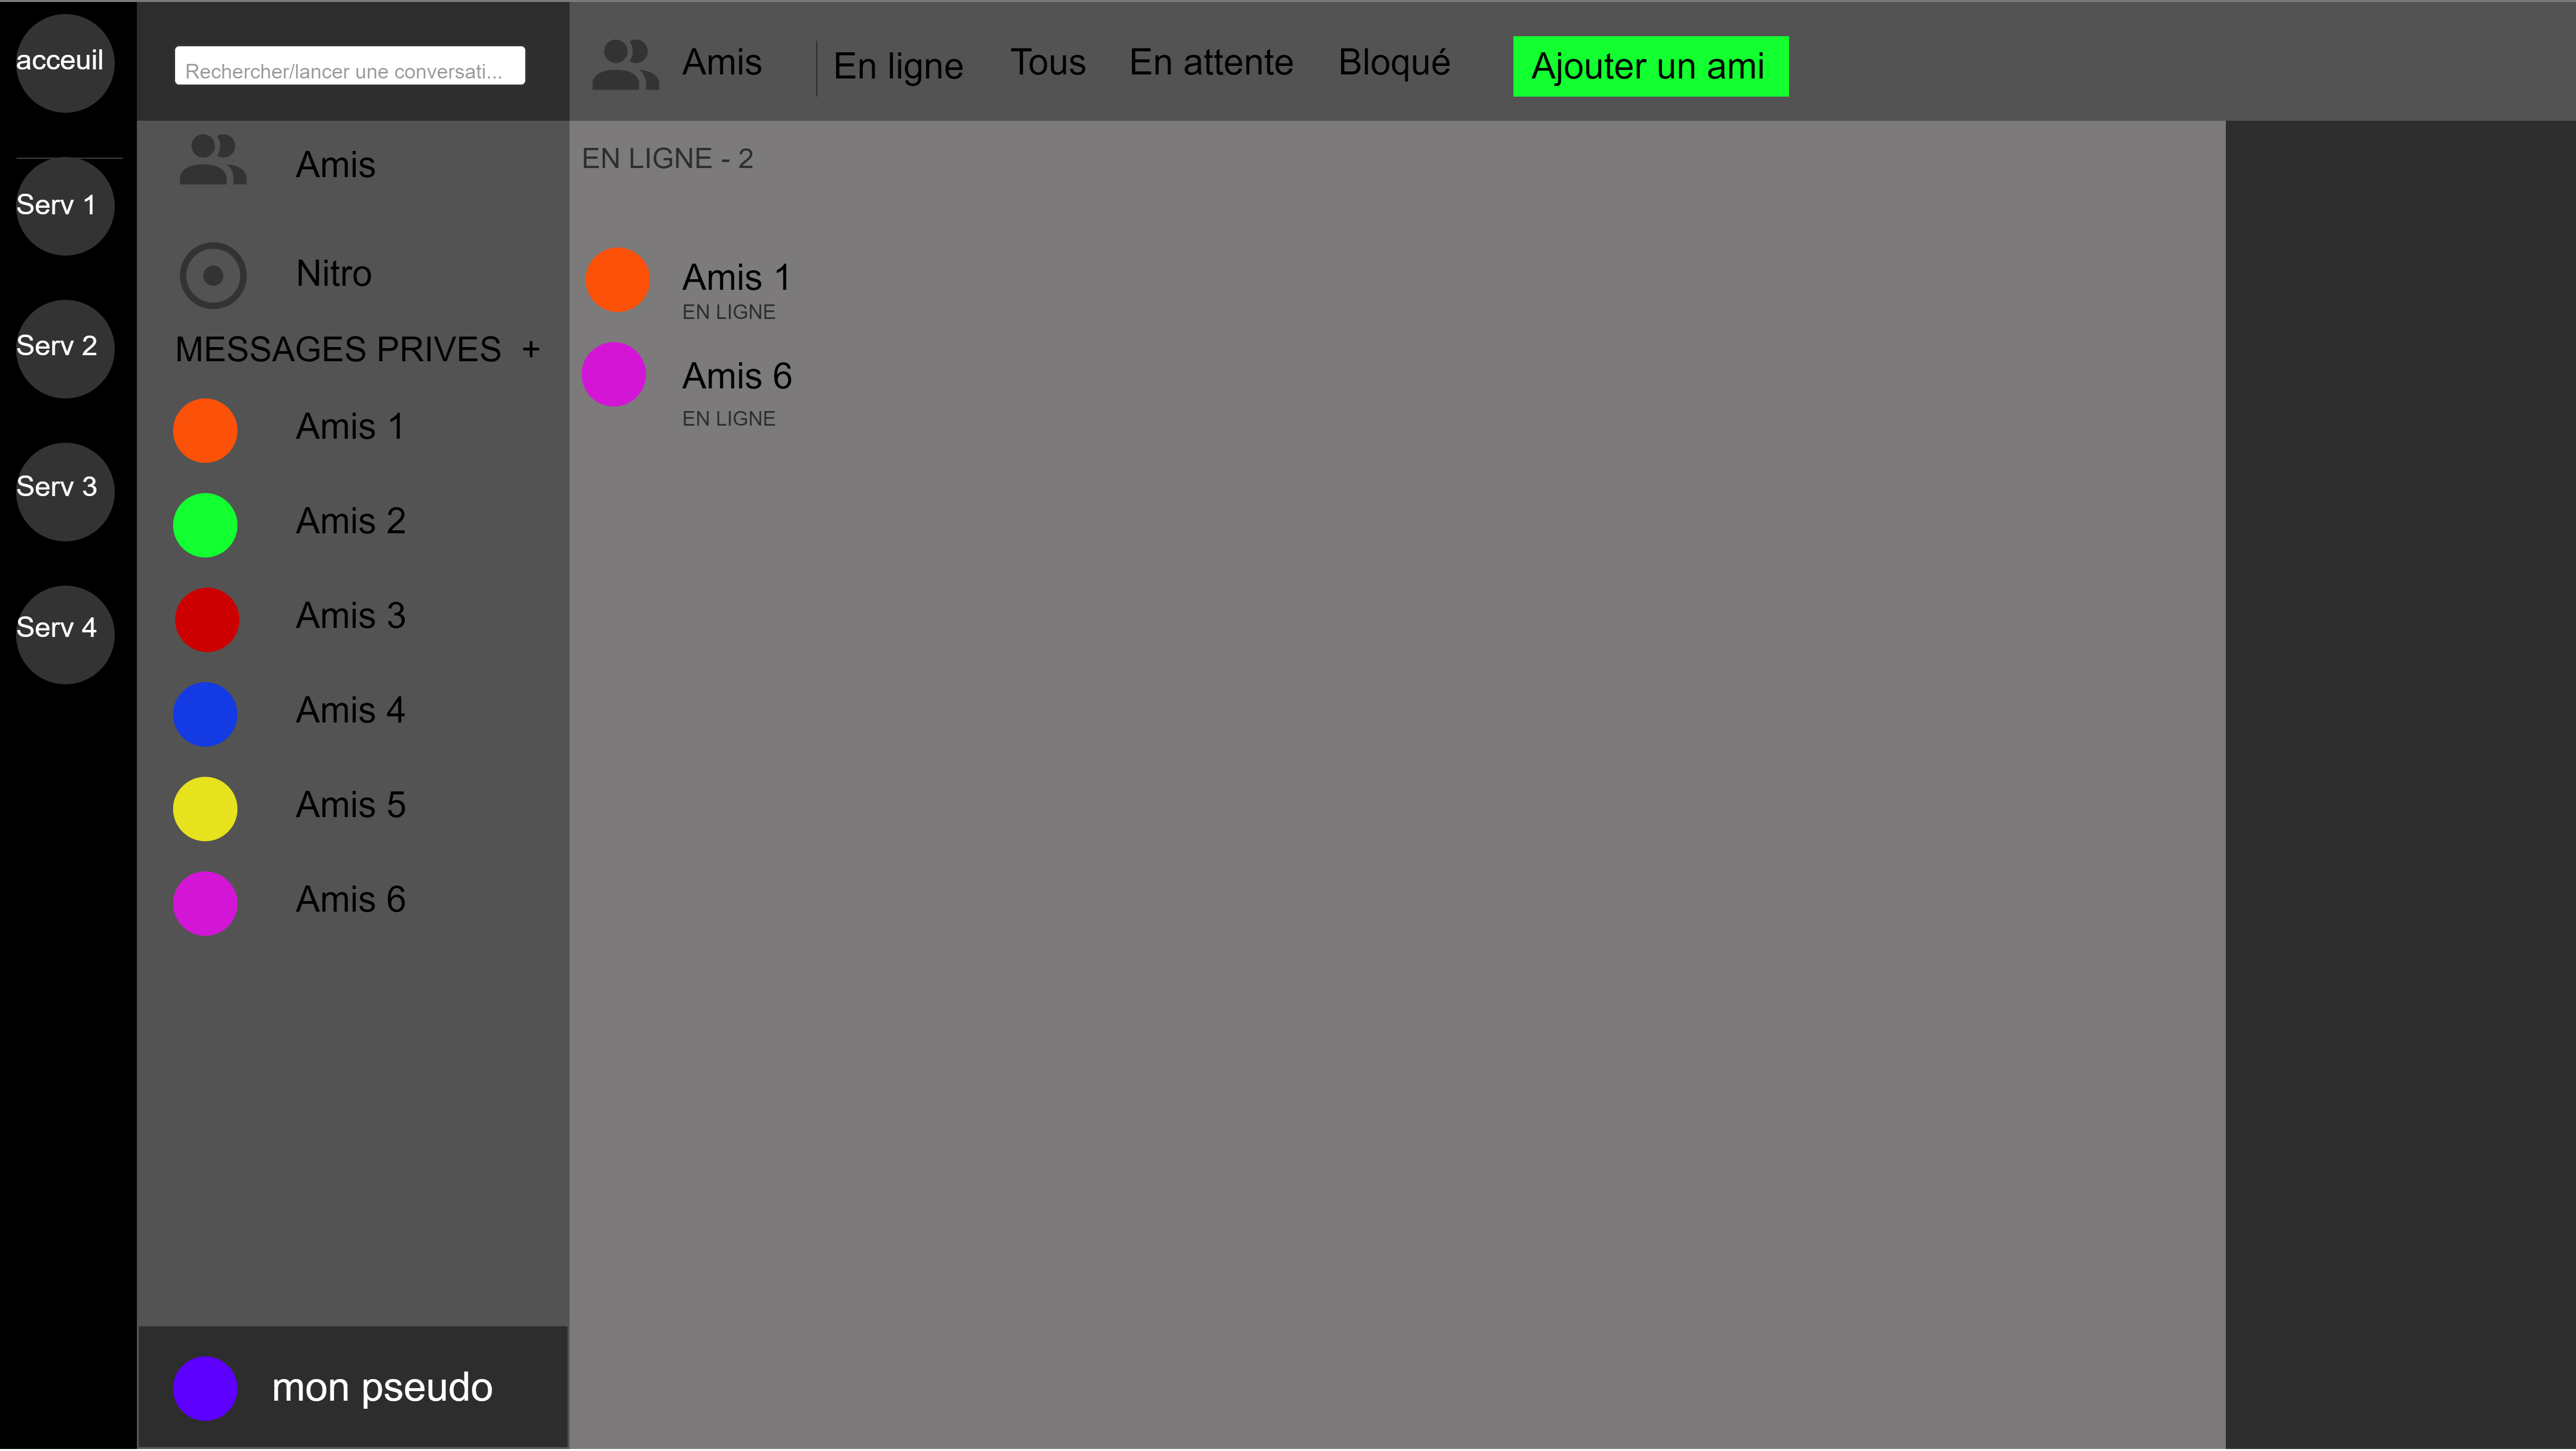 acceuil
Serv 1
Serv 2
Serv 3
Serv 4
Rechercher/lancer une conversati...
Amis
Nitro
MESSAGES PRIVES +
Amis 1
Amis 2
Amis 3
Amis 4
Amis 5
Amis 6
mon pseudo
Amis En ligne Tous En attente Bloqué Ajouter un ami
EN LIGNE - 2
Amis 1
EN LIGNE
Amis 6
EN LIGNE